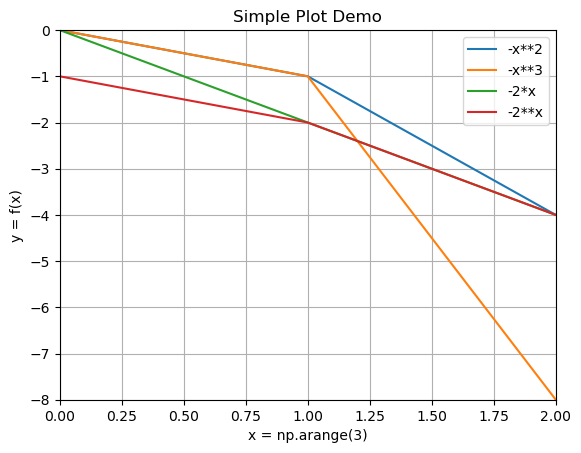 Simple Plot Demo
-x**2
-x**3
-2*x
-2**x
y = f(x)
0
−1
−2
−3
−4
−5
−6
−7
−8
0.00 0.25 0.50 0.75 1.00 1.25 1.50 1.75 2.00
x = np.arange(3)